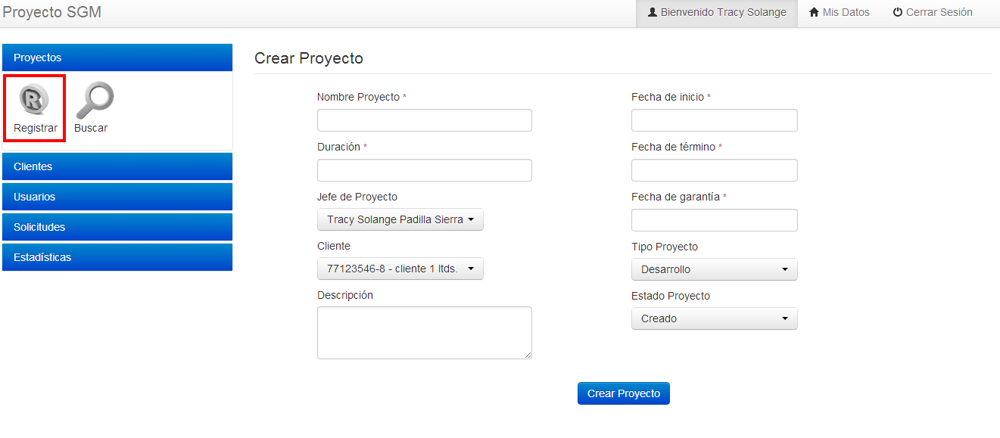 Proyecto SGM
Bienvenido Tracy Solange
Mis Datos
Cerrar Sesión
Proyectos
Registrar
Buscar
Clientes
Usuarios
Solicitudes
Estadísticas
Crear Proyecto
Nombre Proyecto *
Fecha de inicio *
Duración *
Fecha de término *
Jefe de Proyecto
Tracy Solange Padilla Sierra
Fecha de garantía *
Cliente
77123546-8 - cliente 1 ltds.
Tipo Proyecto
Desarrollo
Descripción
Estado Proyecto
Creado
Crear Proyecto